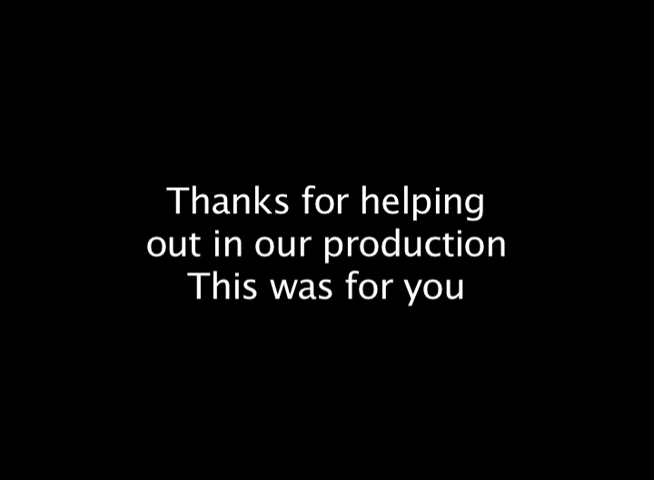 Thanks for helping
out in our production
This was for you